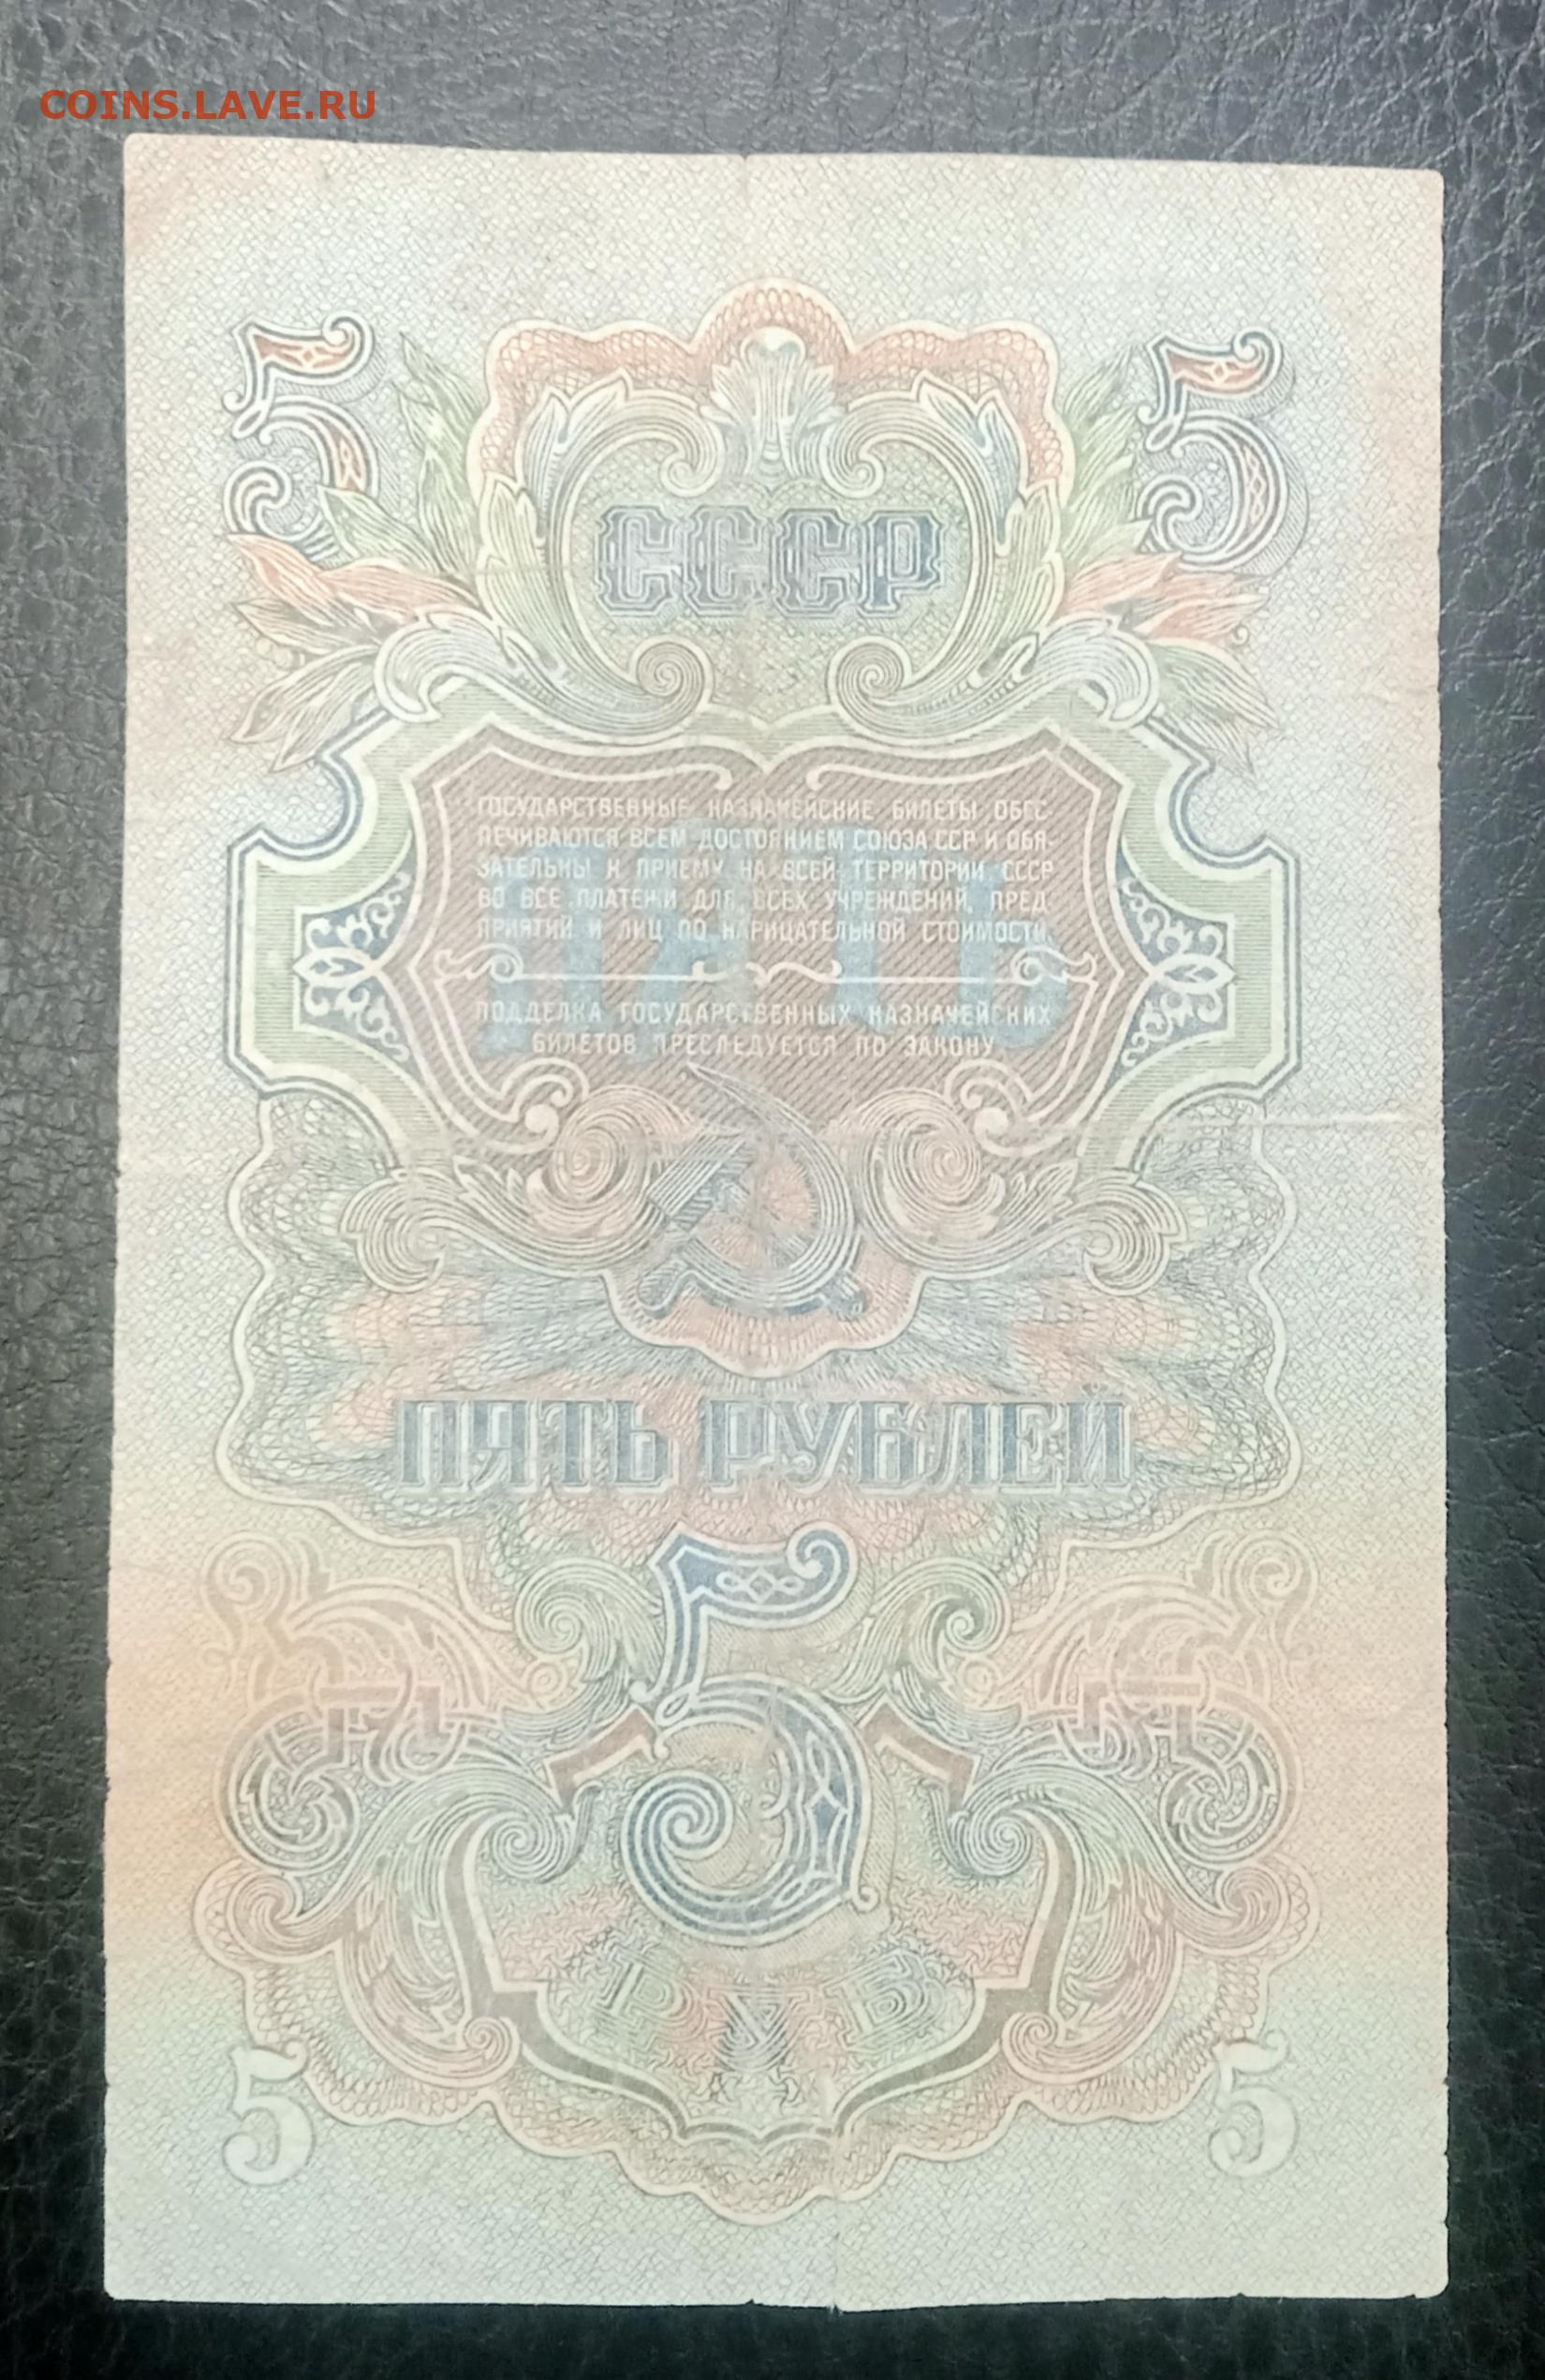 COINS.LAVE.RU
5 5
СССР
ГОСУДАРСТВЕННЫЕ КАЗНАЧЕЙСКИЕ БИЛЕТЫ ОБЕС-
ПЕЧИВАЮТСЯ ВСЕМ ДОСТОЯНИЕМ СОЮЗА ССР И ОБЯ-
ЗАТЕЛЬНЫ К ПРИЕМУ НА ВСЕЙ ТЕРРИТОРИИ СССР
ВО ВСЕ ПЛАТЕЖИ ДЛЯ ВСЕХ УЧРЕЖДЕНИЙ, ПРЕД-
ПРИЯТИЙ И ЛИЦ ПО НАРИЦАТЕЛЬНОЙ СТОИМОСТИ.
ПЯТЬ
ПОДДЕЛКА ГОСУДАРСТВЕННЫХ КАЗНАЧЕЙСКИХ
БИЛЕТОВ ПРЕСЛЕДУЕТСЯ ПО ЗАКОНУ
ПЯТЬ РУБЛЕЙ
5
РУБ
5 5